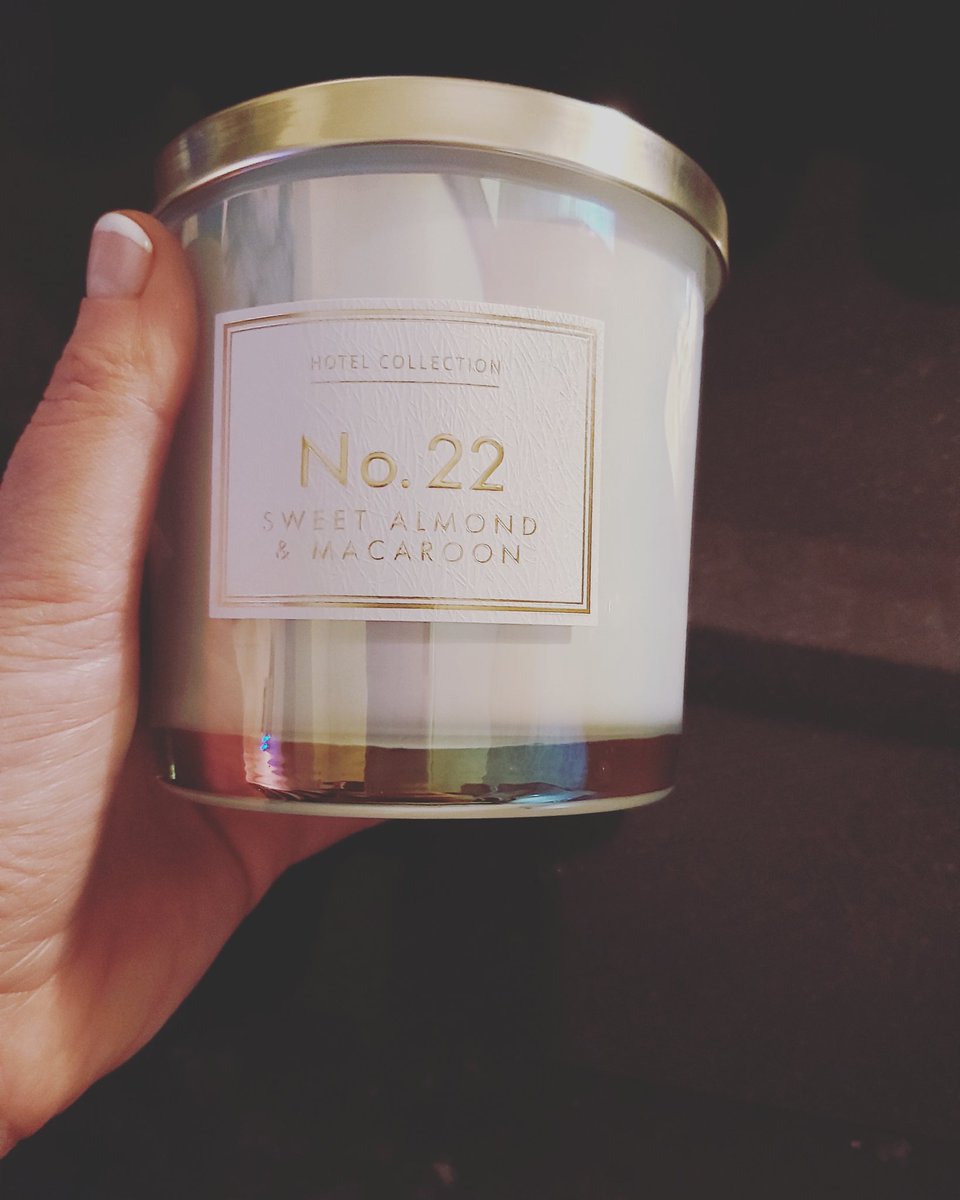 HOTEL COLLECTION
No. 22
SWEET ALMOND
& MACAROON